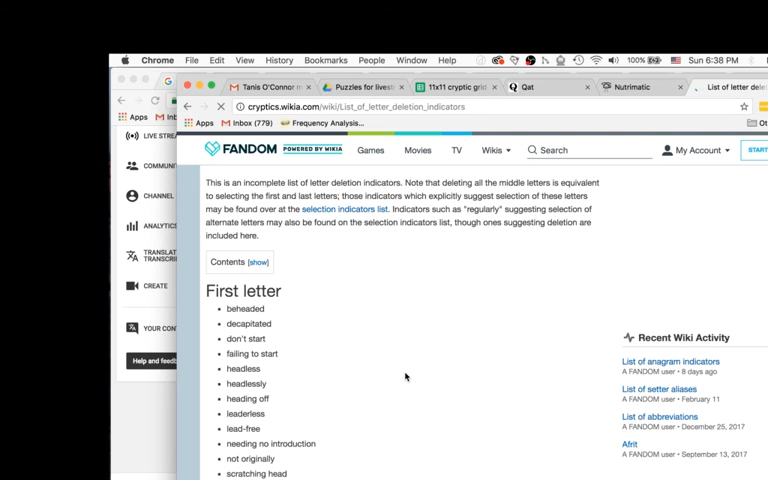 Chrome File Edit View History Bookmarks People Window Help 100% Sun 6:38 PM
Tanis O'Connor m × Puzzles for livest × 11x11 cryptic grid × Qat × Nutrimatic × List of letter dele
cryptics.wikia.com/wiki/List_of_letter_deletion_indicators
Apps Inbox (779) Frequency Analysis...
Apps
LIVE STRE
COMMUN
CHANNEL
ANALYTIC
TRANSLAT
TRANSCRI
CREATE
YOUR CON
Help and feedb
FANDOM POWERED BY WIKIA Games Movies TV Wikis Search My Account START
This is an incomplete list of letter deletion indicators. Note that deleting all the middle letters is equivalent
to selecting the first and last letters; those indicators which explicitly suggest selection of these letters
may be found over at the selection indicators list. Indicators such as "regularly" suggesting selection of
alternate letters may also be found on the selection indicators list, though ones suggesting deletion are
included here.
Contents [show]
First letter
• beheaded
• decapitated
• don't start
• failing to start
• headless
• headlessly
• heading off
• leaderless
• lead-free
• needing no introduction
• not originally
• scratching head
Recent Wiki Activity
List of anagram indicators
A FANDOM user • 8 days ago
List of setter aliases
A FANDOM user • February 11
List of abbreviations
A FANDOM user • December 25, 2017
Afrit
A FANDOM user • September 13, 2017